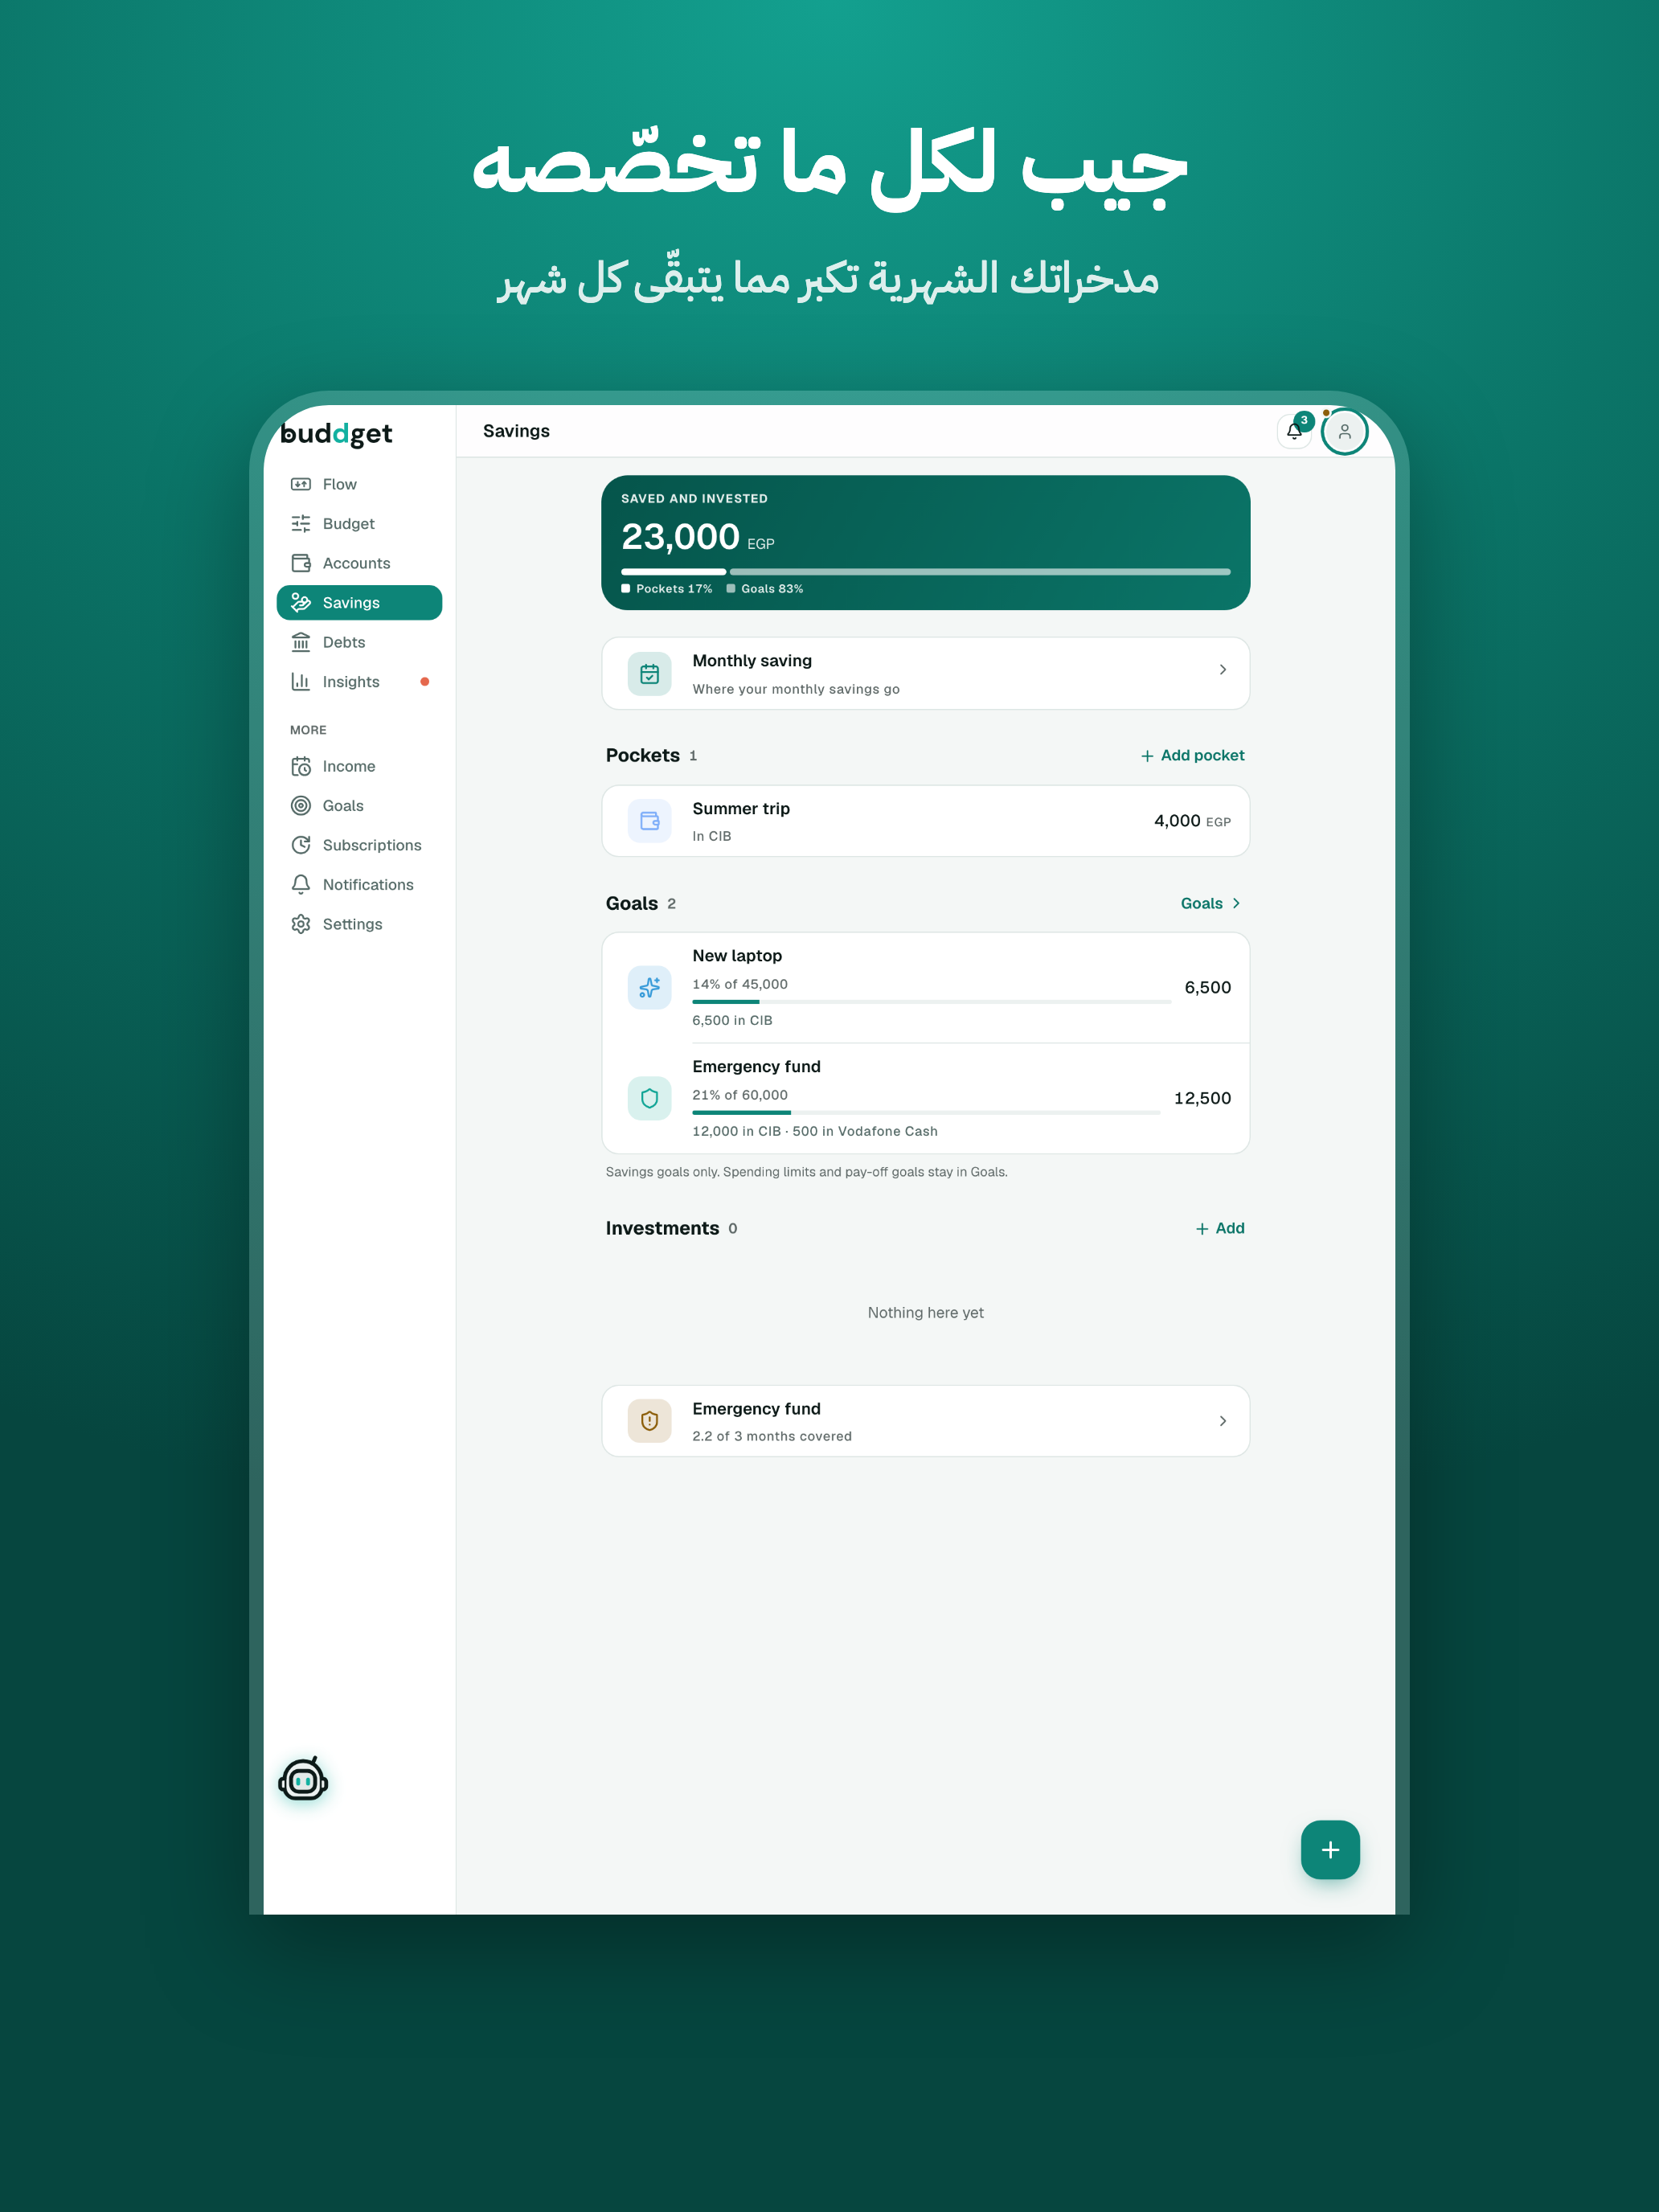 جيب لكل ما تخصّصه
مدخراتك الشهرية تكبر مما يتبقّى كل شهر
buddget
Flow
Budget
Accounts
Savings
Debts
Insights
MORE
Income
Goals
Subscriptions
Notifications
Settings
Savings
3
SAVED AND INVESTED
23,000 EGP
Pockets 17% Goals 83%
Monthly saving
Where your monthly savings go
Pockets 1 + Add pocket
Summer trip
In CIB
4,000 EGP
Goals 2 Goals
New laptop
14% of 45,000
6,500
6,500 in CIB
Emergency fund
21% of 60,000
12,500
12,000 in CIB · 500 in Vodafone Cash
Savings goals only. Spending limits and pay-off goals stay in Goals.
Investments 0 + Add
Nothing here yet
Emergency fund
2.2 of 3 months covered